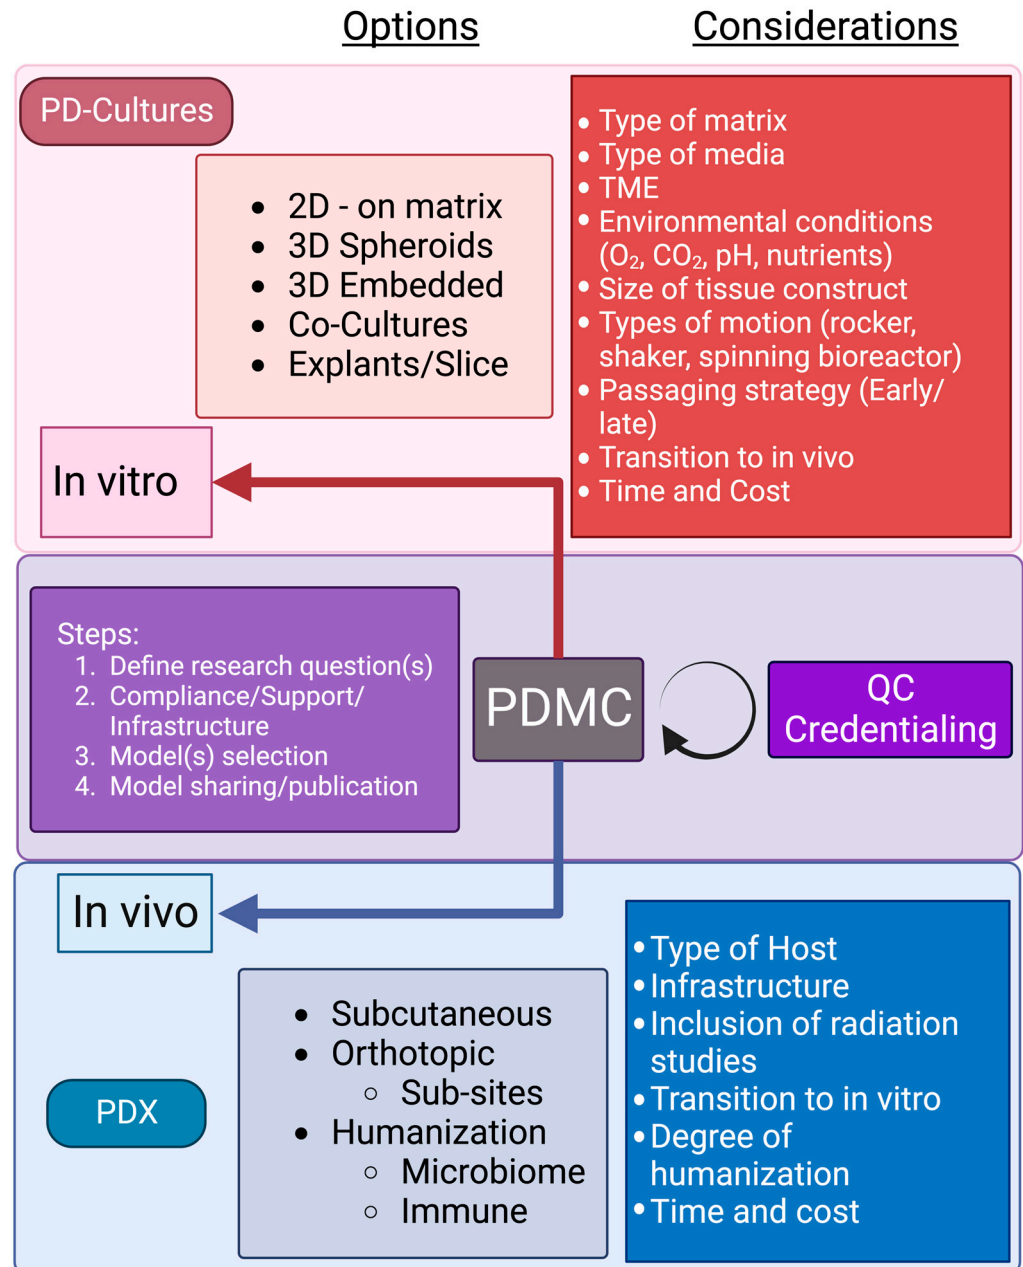 Options
Considerations
PD-Cultures
• 2D - on matrix
• 3D Spheroids
• 3D Embedded
• Co-Cultures
• Explants/Slice
• Type of matrix
• Type of media
• TME
• Environmental conditions
(O₂, CO₂, pH, nutrients)
• Size of tissue construct
• Types of motion (rocker,
shaker, spinning bioreactor)
• Passaging strategy (Early/
late)
• Transition to in vivo
• Time and Cost
In vitro
Steps:
1. Define research question(s)
2. Compliance/Support/
Infrastructure
3. Model(s) selection
4. Model sharing/publication
PDMC
QC
Credentialing
In vivo
PDX
• Subcutaneous
• Orthotopic
○ Sub-sites
• Humanization
○ Microbiome
○ Immune
• Type of Host
• Infrastructure
• Inclusion of radiation
studies
• Transition to in vitro
• Degree of
humanization
• Time and cost